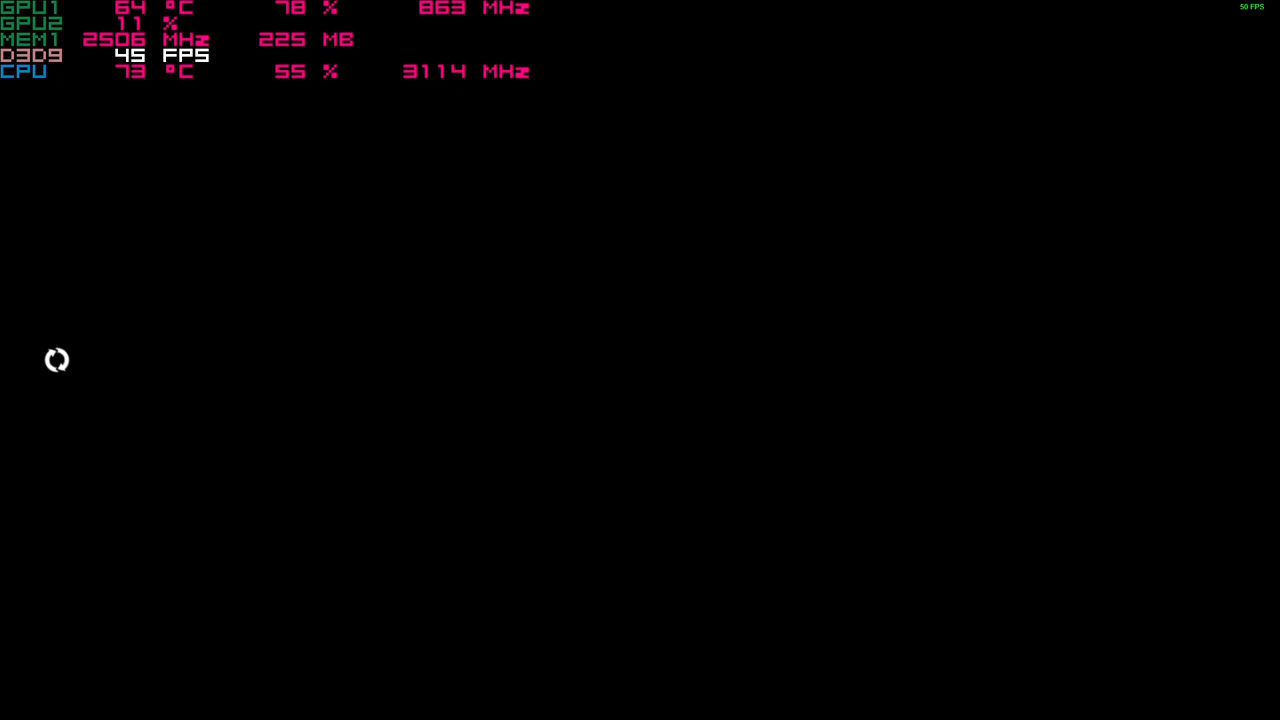 GPU1 64 °C 78 % 863 MHz
50 FPS
GPU2 11 %
MEM1 2506 MHz 225 MB
D3D9 45 FPS
CPU 73 °C 55 % 3114 MHz